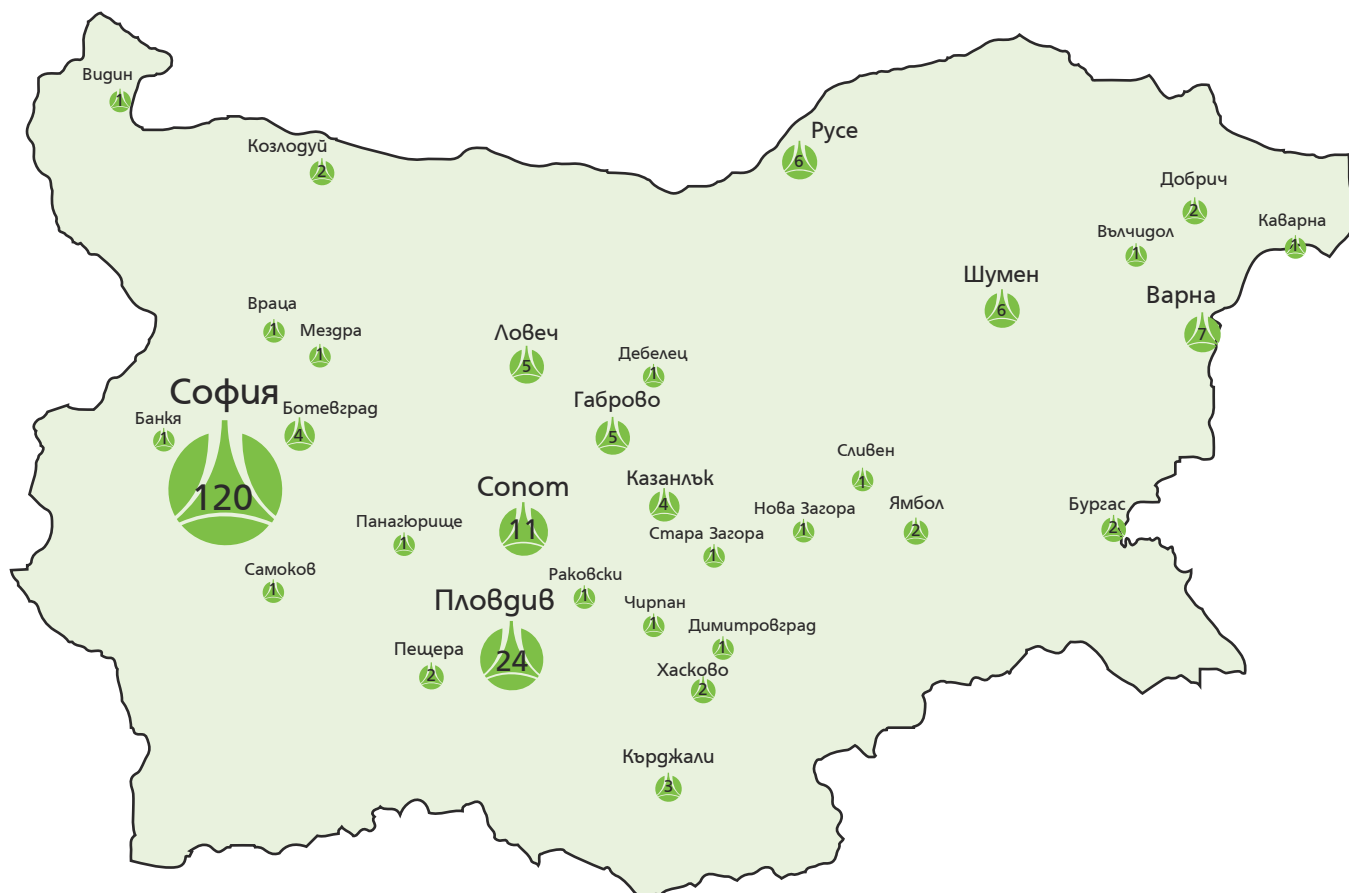 Видин
1
Козлодуй
2
Русе
6
Добрич
2
Каварна
1
Вълчидол
1
Шумен
6
Варна
7
Враца
1
Мездра
1
Ловеч
5
Дебелец
1
София
120
Банкя
1
Ботевград
4
Габрово
5
Сливен
1
Казанлък
4
Сопот
11
Нова Загора
1
Ямбол
2
Бургас
2
Панагюрище
1
Стара Загора
1
Самоков
1
Раковски
1
Пловдив
24
Чирпан
1
Димитровград
1
Пещера
2
Хасково
2
Кърджали
3